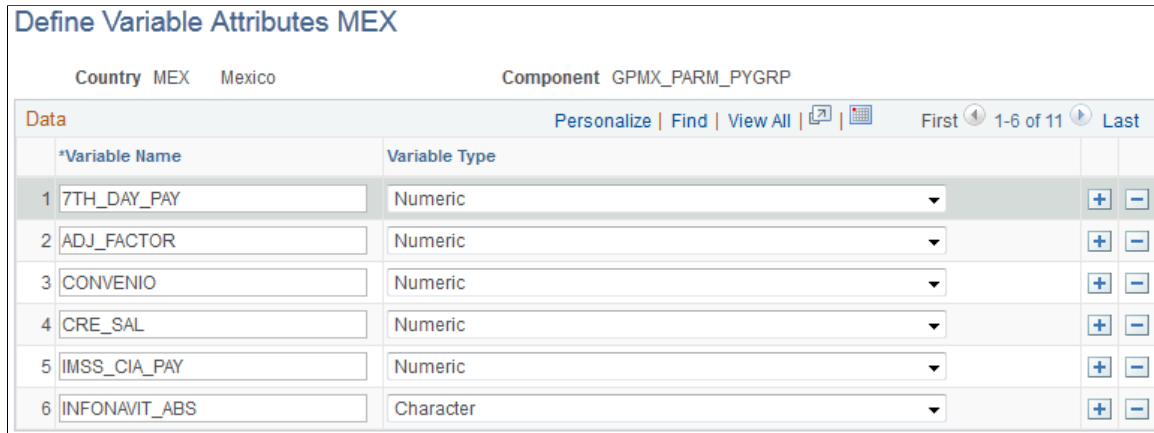 Define Variable Attributes MEX
Country MEX Mexico Component GPMX_PARM_PYGRP
Data Personalize | Find | View All | | First 1-6 of 11 Last
*Variable Name Variable Type
1 7TH_DAY_PAY Numeric
2 ADJ_FACTOR Numeric
3 CONVENIO Numeric
4 CRE_SAL Numeric
5 IMSS_CIA_PAY Numeric
6 INFONAVIT_ABS Character